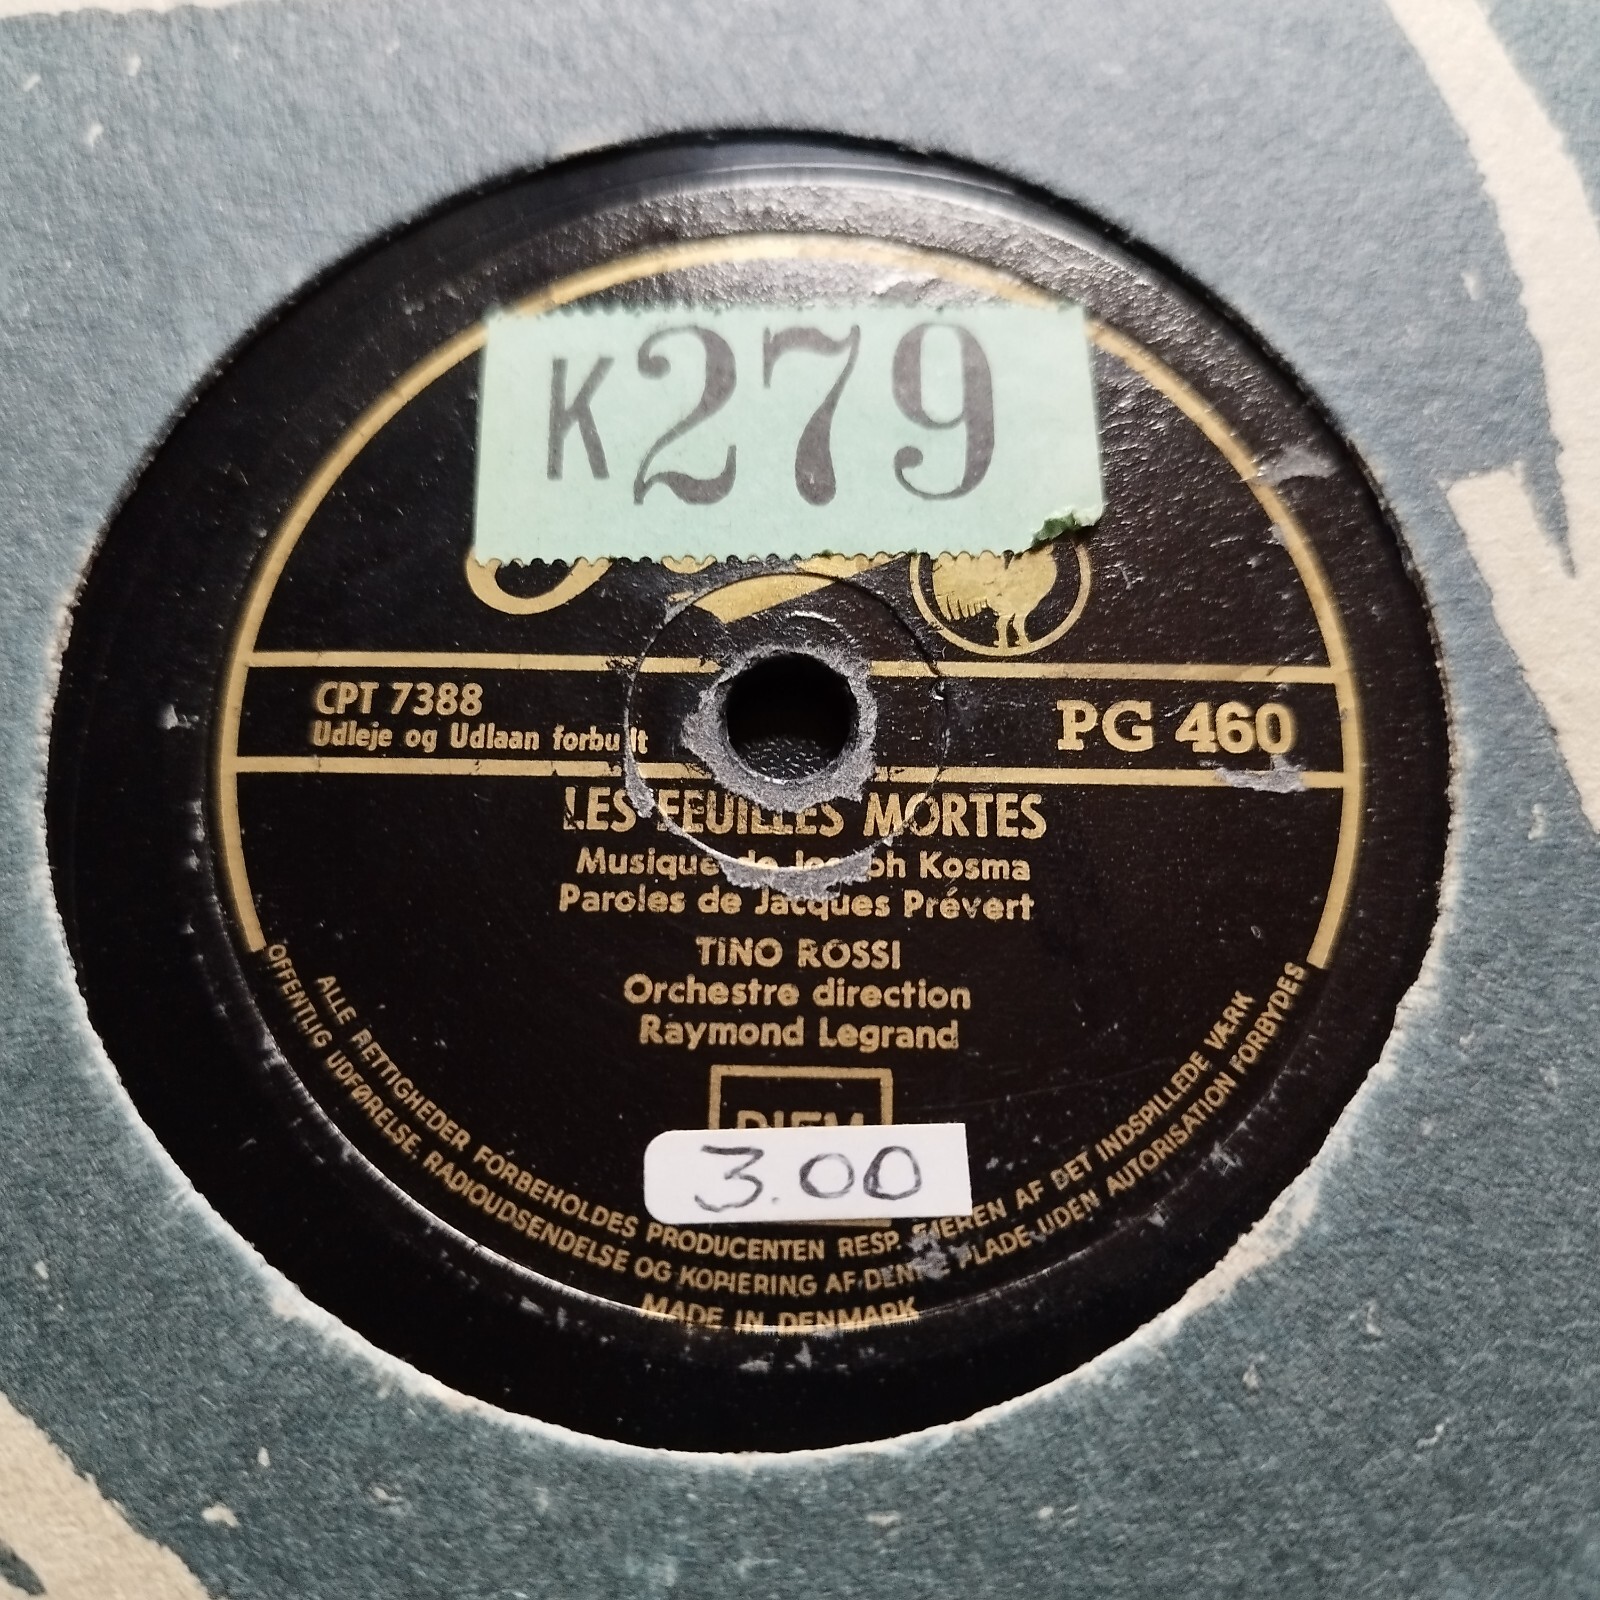 K279
CPT 7388
Udleje og Udlaan forbudt
PG 460
LES FEUILLES MORTES
Musique de Joseph Kosma
Paroles de Jacques Prévert
TINO ROSSI
Orchestre direction
Raymond Legrand
3.00
ALLE RETTIGHEDER FORBEHOLDES PRODUCENTEN RESP. EJEREN AF DET INDSPILLEDE VÆRK
OFFENTLIG UDFØRELSE, RADIOUDSENDELSE OG KOPIERING AF DENNE PLADE UDEN AUTORISATION FORBYDES
MADE IN DENMARK